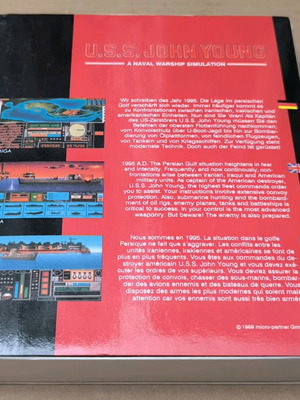 U.S.S. JOHN YOUNG
A NAVAL WARSHIP SIMULATION
Wir schreiben das Jahr 1995. Die Lage im persischen
Golf verschärft sich wieder. Immer häufiger kommt es
zu Konfrontationen zwischen iranischen, irakischen und
amerikanischen Einheiten. Nun sind Sie 'dran! Als Kapitän
des US-Zerstörers U.S.S. John Young müssen Sie den
Befehlen der obersten Flottenführung nachkommen;
vom Konvoischutz über U-Boot-Jagd bis hin zur Bombar-
dierung von Ölplattformen, von feindlichen Flugzeugen,
von Tankern und von Kriegsschiffen. Zur Verfügung steht
modernste Technik. Doch auch der Feind ist gerüstet!
1995 A.D. The Persian Gulf situation heightens in fear
and intensity. Frequently, and now continously, con-
frontations arise between Iranian, Iraqui and American
military units. As captain of the American destroyer,
U.S.S. John Young, the highest fleet commands order
you to assist. Your instructions involve extensive convoy
protection. Also, submarine hunting and the bombard-
ment of oil rigs, enemy planes, tanks and battleships is
critical to success. In your control is the most advanced
weaponry. But beware! The enemy is also prepared.
Nous sommes en 1995. La situation dans le golfe
Persique ne fait que s'aggraver. Les conflits entre les
unités iraniennes, irakiennes et américaines se font de
plus en plus fréquents. Vous êtes aux commandes du de-
stroyer américain U.S.S. John Young et vous devez exé-
cuter les ordres de vos supérieurs. Vous devrez assurer la
protection de convois, chasser des sous-marins, bombar-
dier des avions ennemis et des bateaux de guerre. Vous
disposez des armes les plus modernes qui soient mais
attention car vos ennemis sont aussi très bien armés
© 1989 micro-partner Gm